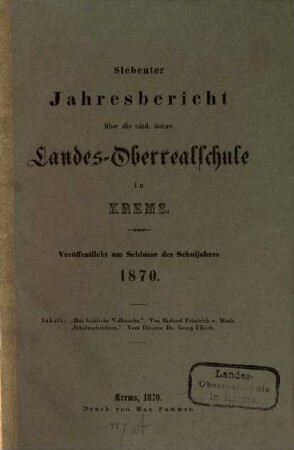 Siebenter
Jahresbericht
über die nied. österr.
Landes-Oberrealschule
in
KREMS.
Veröffentlicht am Schlusse des Schuljahres
1870.
Inhalt: „Das baltische Volksrecht.“ Von Richard Friedrich v. Muth.
„Schulnachrichten.“ Vom Director Dr. Georg Ullrich.
Landes-
Oberrealschule
in Krems
Krems, 1870.
Druck von Max Pammer.